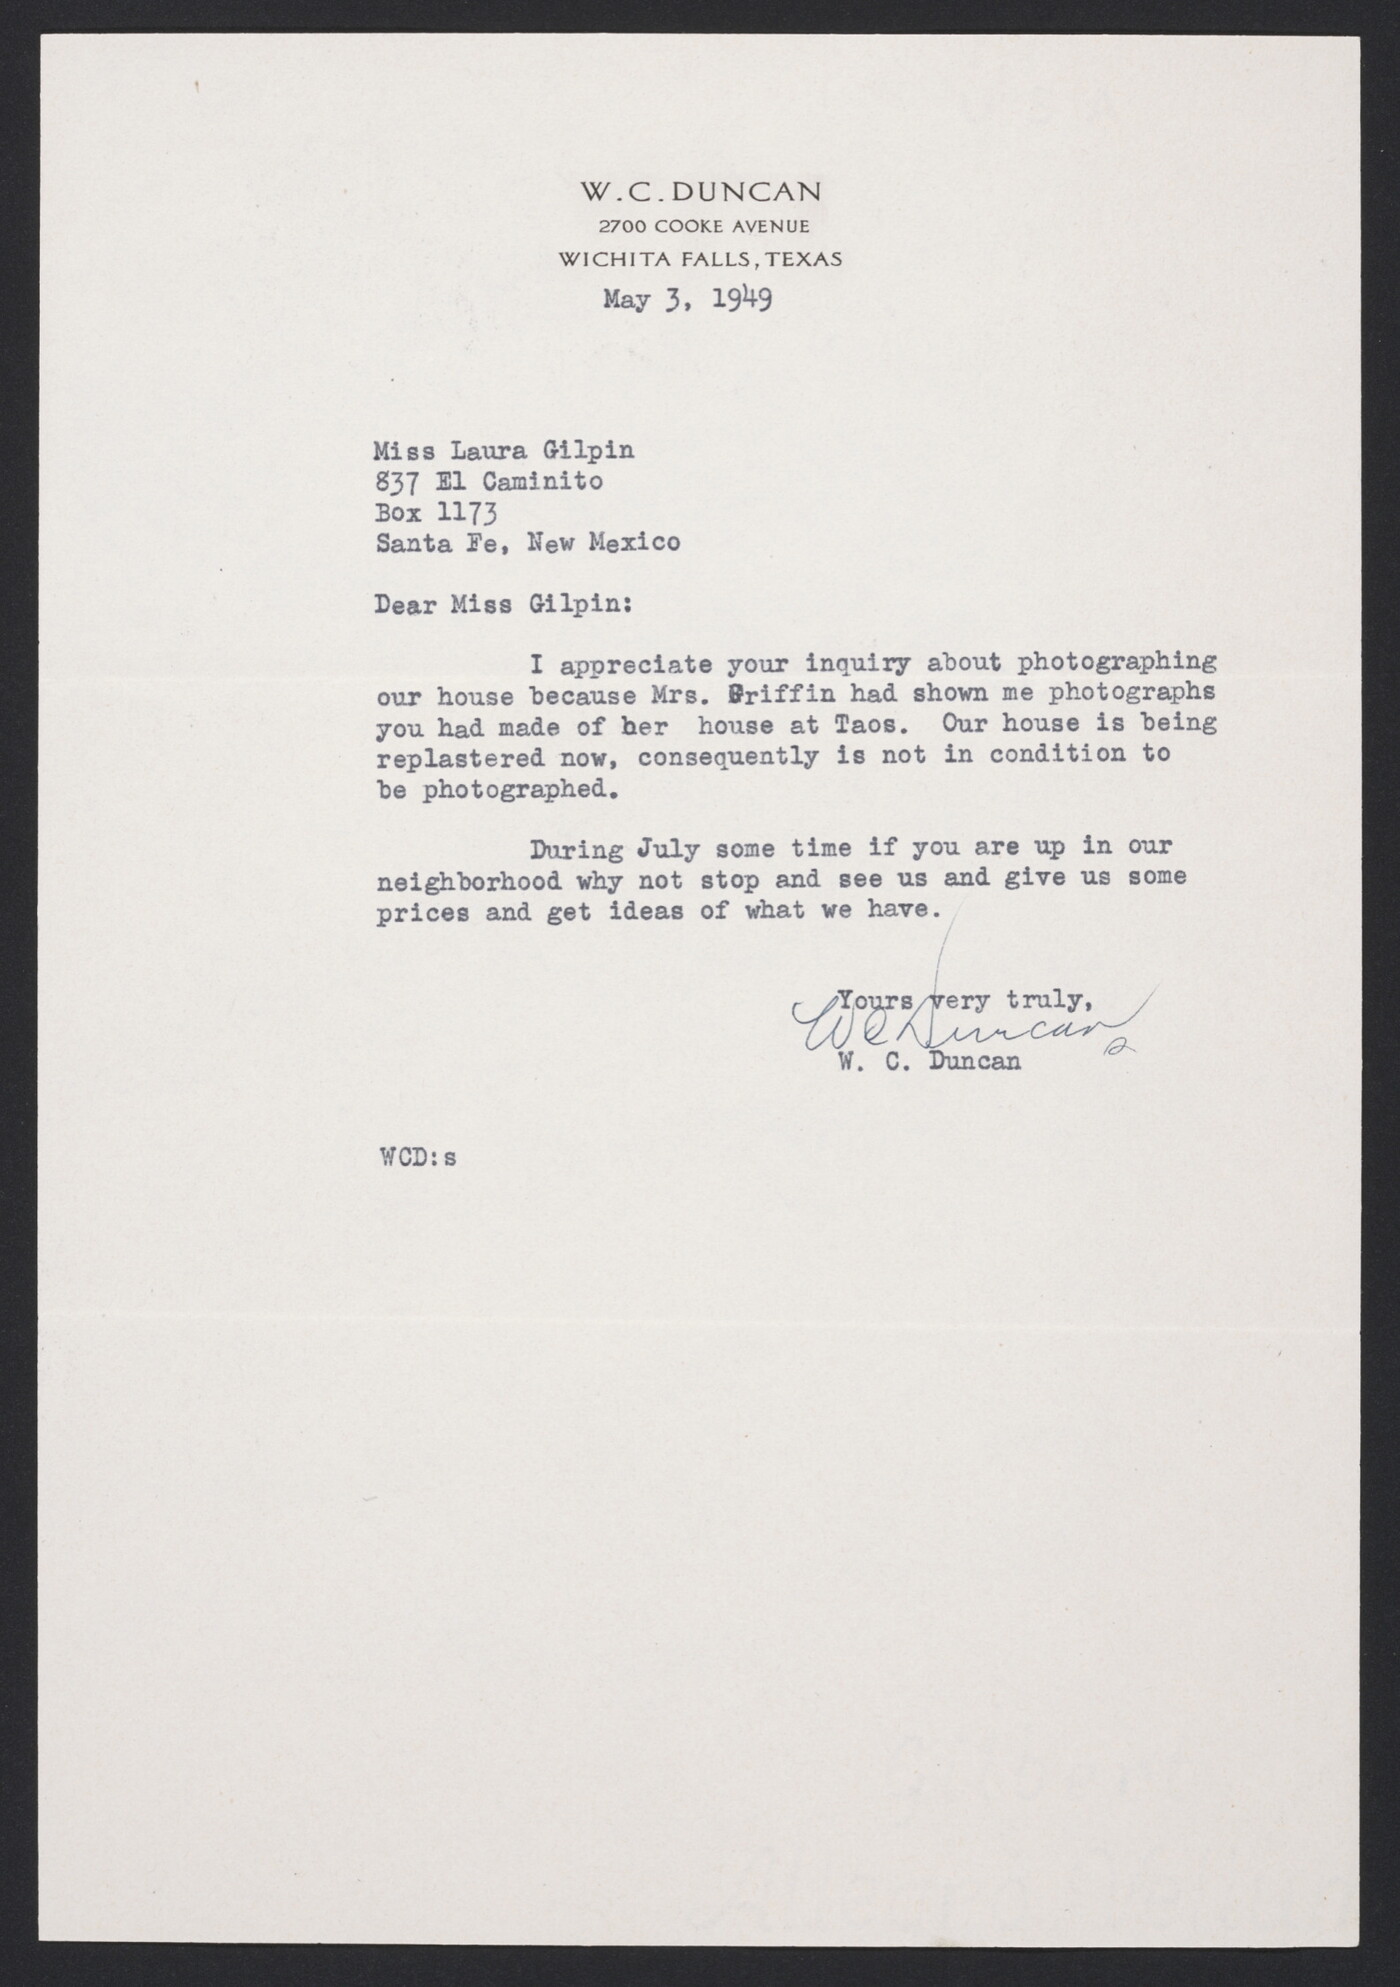 W. C. DUNCAN
2700 COOKE AVENUE
WICHITA FALLS, TEXAS
May 3, 1949
Miss Laura Gilpin
837 El Caminito
Box 1173
Santa Fe, New Mexico
Dear Miss Gilpin:
I appreciate your inquiry about photographing
our house because Mrs. Griffin had shown me photographs
you had made of her house at Taos. Our house is being
replastered now, consequently is not in condition to
be photographed.
During July some time if you are up in our
neighborhood why not stop and see us and give us some
prices and get ideas of what we have.
Yours very truly,
WC Duncan
W. C. Duncan
WCD:s